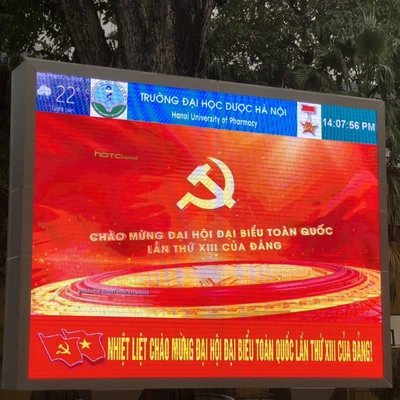 22°
Light rain
TRƯỜNG ĐẠI HỌC DƯỢC HÀ NỘI
Hanoi University of Pharmacy
14:07:56 PM
CHÀO MỪNG ĐẠI HỘI ĐẠI BIỂU TOÀN QUỐC
LẦN THỨ XIII CỦA ĐẢNG
NHIỆT LIỆT CHÀO MỪNG ĐẠI HỘI ĐẠI BIỂU TOÀN QUỐC LẦN THỨ XIII CỦA ĐẢNG!